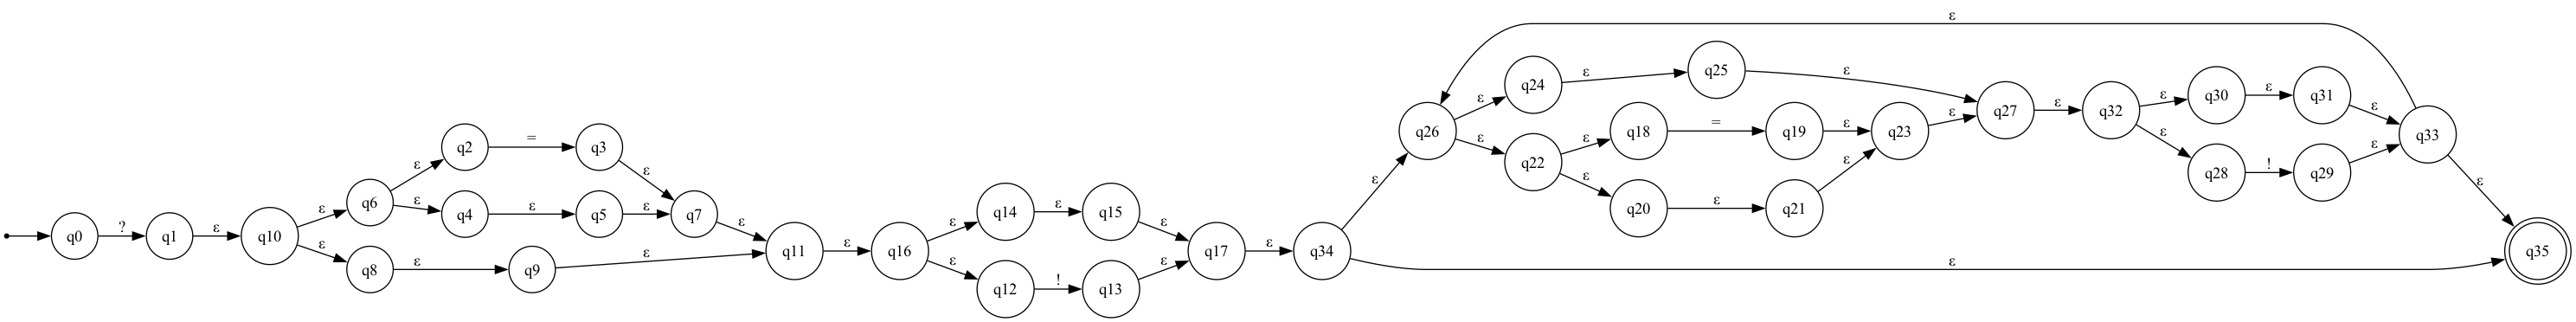 ε
q24
ε
q25
ε
q26
ε
ε
q27
ε
q32
ε
q30
ε
q31
ε
q33
q2
=
q3
ε
q18
=
q19
ε
q23
ε
ε
q22
ε
ε
q28
!
q29
ε
ε
q6
ε
ε
q4
ε
q5
ε
q7
ε
q14
ε
q15
ε
ε
q20
ε
q21
ε
q0
?
q1
ε
q10
ε
ε
q11
ε
q16
ε
ε
q17
ε
q34
ε
q35
ε
q8
ε
q9
ε
q12
!
q13
ε